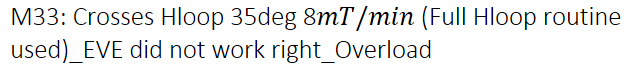 M33: Crosses Hloop 35deg 8𝒎𝑻/𝒎𝒊𝒏 (Full Hloop routine
used)_EVE did not work right_Overload